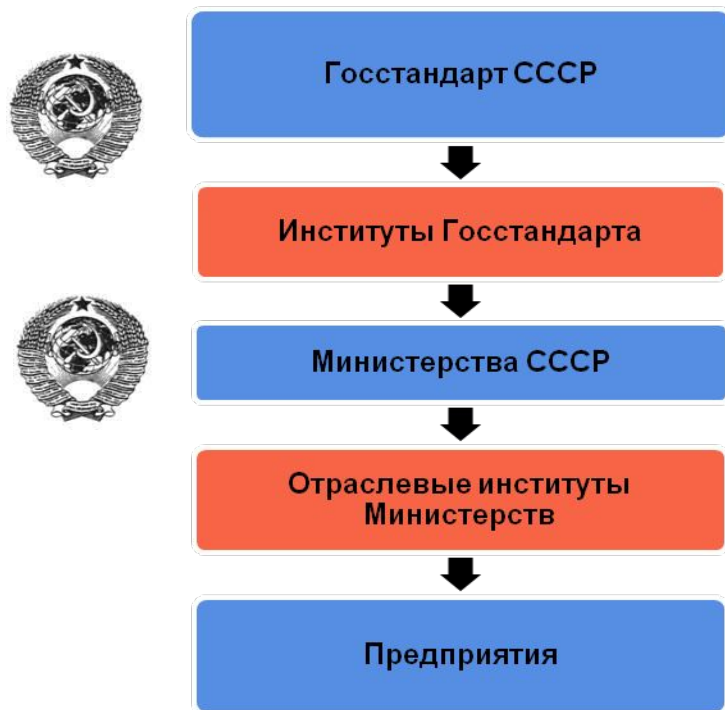 Госстандарт СССР
Институты Госстандарта
Министерства СССР
Отраслевые институты
Министерств
Предприятия